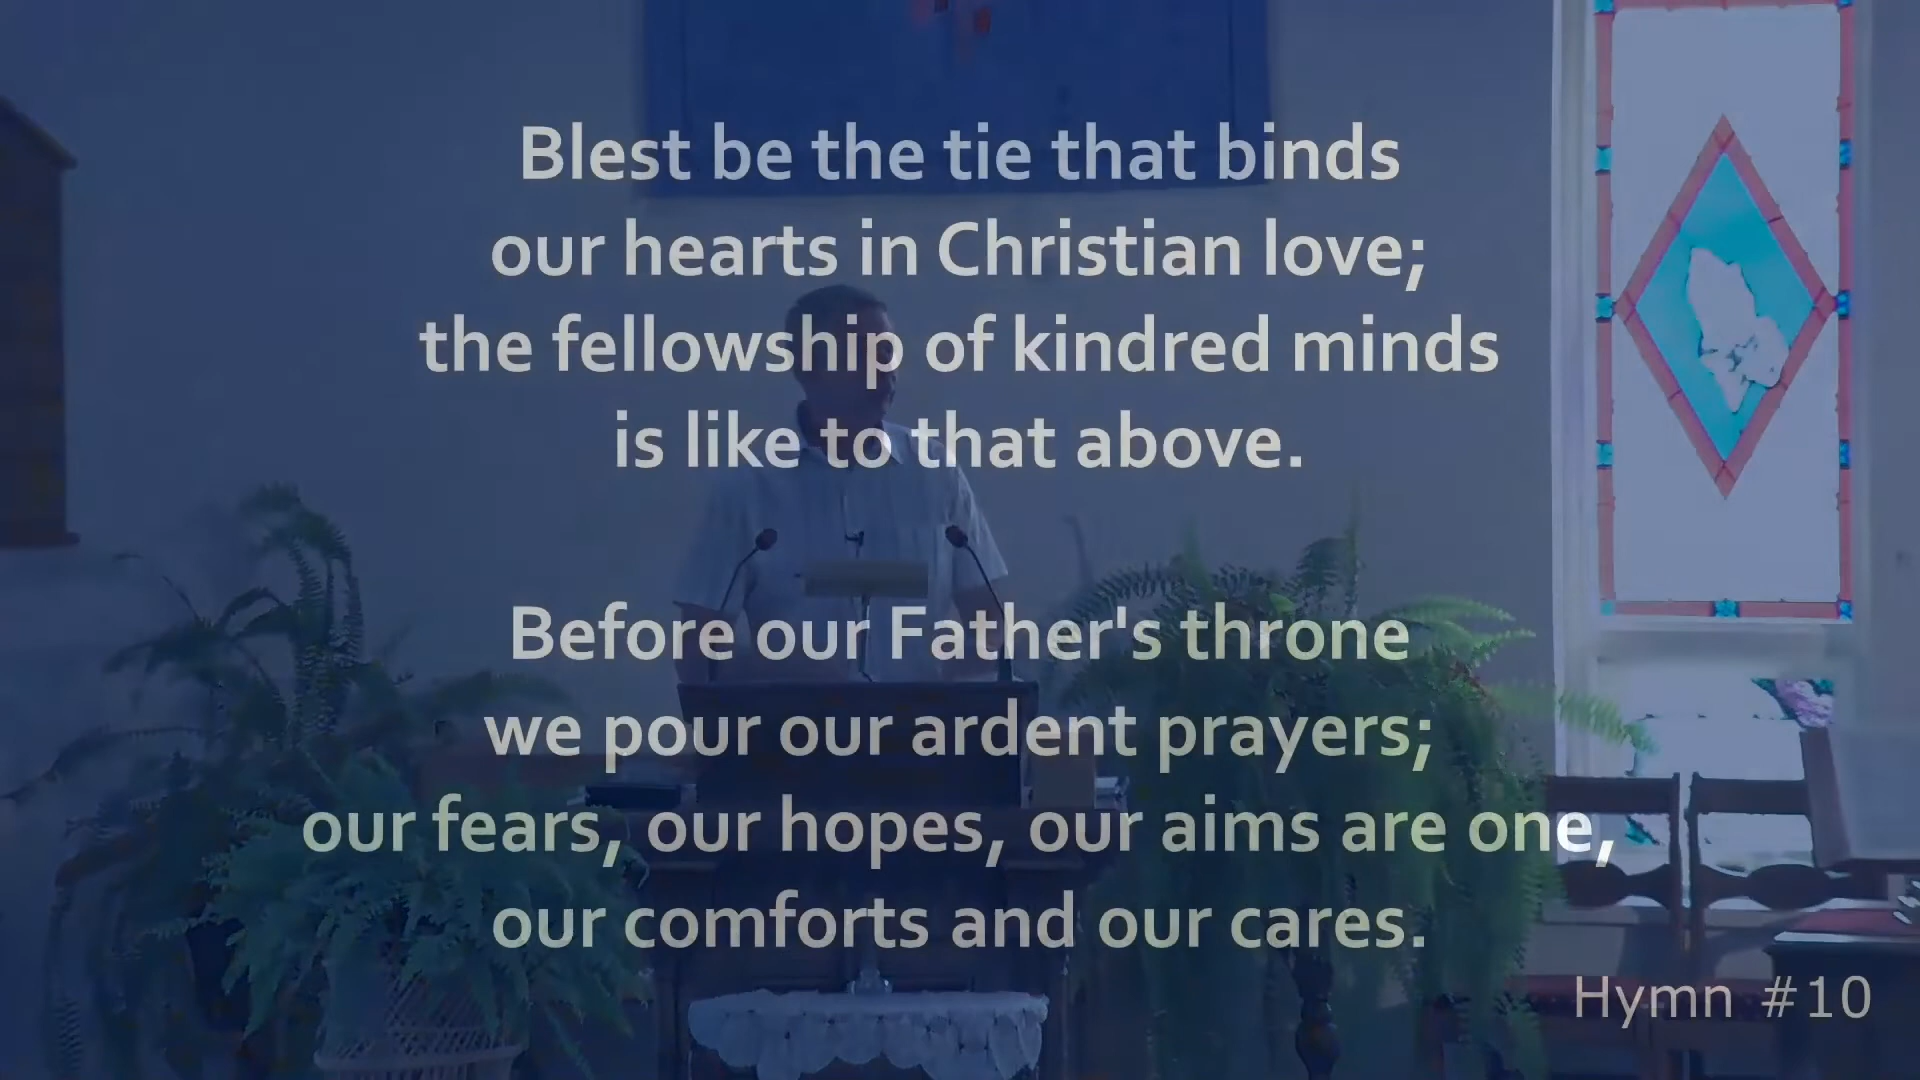 Blest be the tie that binds
our hearts in Christian love;
the fellowship of kindred minds
is like to that above.
Before our Father's throne
we pour our ardent prayers;
our fears, our hopes, our aims are one,
our comforts and our cares.
Hymn #10